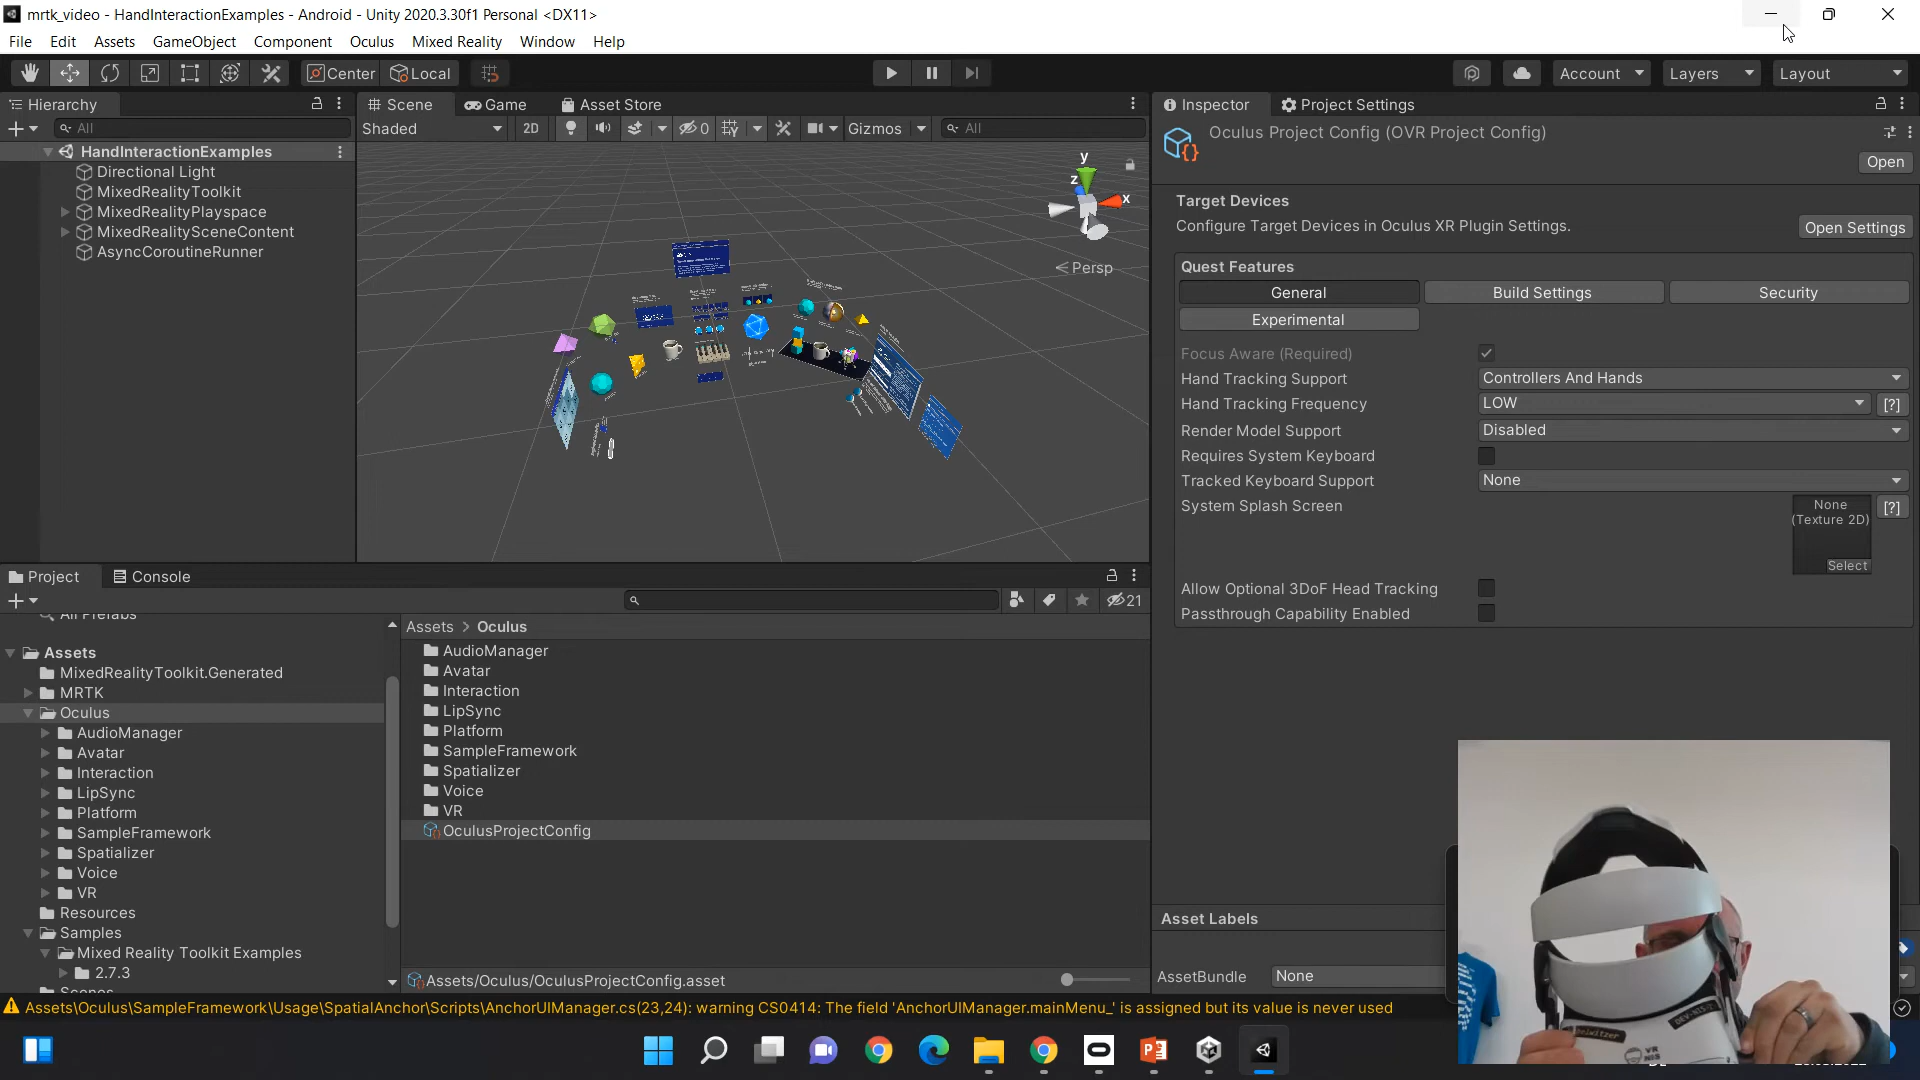 mrtk_video - HandInteractionExamples - Android - Unity 2020.3.30f1 Personal <DX11>
File Edit Assets GameObject Component Oculus Mixed Reality Window Help
Center Local
Account Layers Layout
Hierarchy
All
HandInteractionExamples
Directional Light
MixedRealityToolkit
MixedRealityPlayspace
MixedRealitySceneContent
AsyncCoroutineRunner
Scene Game Asset Store
Shaded 2D 0 Gizmos All
y
z
x
Persp
Inspector Project Settings
Oculus Project Config (OVR Project Config)
Open
Target Devices
Configure Target Devices in Oculus XR Plugin Settings.
Open Settings
Quest Features
General Build Settings Security
Experimental
Focus Aware (Required)
Hand Tracking Support Controllers And Hands
Hand Tracking Frequency LOW [?]
Render Model Support Disabled
Requires System Keyboard
Tracked Keyboard Support None
System Splash Screen None (Texture 2D) Select [?]
Allow Optional 3DoF Head Tracking
Passthrough Capability Enabled
Asset Labels
AssetBundle None
Project Console
21
All Prefabs
Assets
MixedRealityToolkit.Generated
MRTK
Oculus
AudioManager
Avatar
Interaction
LipSync
Platform
SampleFramework
Spatializer
Voice
VR
Resources
Samples
Mixed Reality Toolkit Examples
2.7.3
Scenes
Assets > Oculus
AudioManager
Avatar
Interaction
LipSync
Platform
SampleFramework
Spatializer
Voice
VR
OculusProjectConfig
Assets/Oculus/OculusProjectConfig.asset
Assets\Oculus\SampleFramework\Usage\SpatialAnchor\Scripts\AnchorUIManager.cs(23,24): warning CS0414: The field 'AnchorUIManager.mainMenu_' is assigned but its value is never used